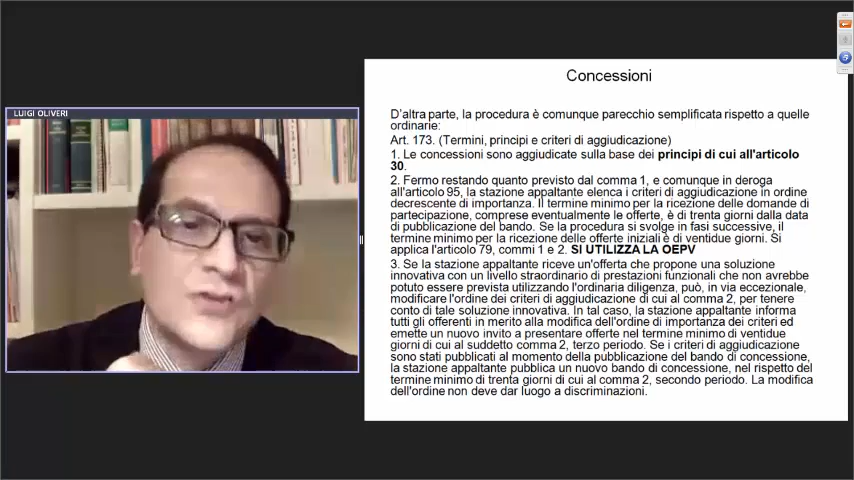 LUIGI OLIVERI
Concessioni
D'altra parte, la procedura è comunque parecchio semplificata rispetto a quelle
ordinarie:
Art. 173. (Termini, principi e criteri di aggiudicazione)
1. Le concessioni sono aggiudicate sulla base dei principi di cui all'articolo
30.
2. Fermo restando quanto previsto dal comma 1, e comunque in deroga
all'articolo 95, la stazione appaltante elenca i criteri di aggiudicazione in ordine
decrescente di importanza. Il termine minimo per la ricezione delle domande di
partecipazione, comprese eventualmente le offerte, è di trenta giorni dalla data
di pubblicazione del bando. Se la procedura si svolge in fasi successive, il
termine minimo per la ricezione delle offerte iniziali è di ventidue giorni. Si
applica l'articolo 79, commi 1 e 2. SI UTILIZZA LA OEPV
3. Se la stazione appaltante riceve un'offerta che propone una soluzione
innovativa con un livello straordinario di prestazioni funzionali che non avrebbe
potuto essere prevista utilizzando l'ordinaria diligenza, può, in via eccezionale,
modificare l'ordine dei criteri di aggiudicazione di cui al comma 2, per tenere
conto di tale soluzione innovativa. In tal caso, la stazione appaltante informa
tutti gli offerenti in merito alla modifica dell'ordine di importanza dei criteri ed
emette un nuovo invito a presentare offerte nel termine minimo di ventidue
giorni di cui al suddetto comma 2, terzo periodo. Se i criteri di aggiudicazione
sono stati pubblicati al momento della pubblicazione del bando di concessione,
la stazione appaltante pubblica un nuovo bando di concessione, nel rispetto del
termine minimo di trenta giorni di cui al comma 2, secondo periodo. La modifica
dell'ordine non deve dar luogo a discriminazioni.